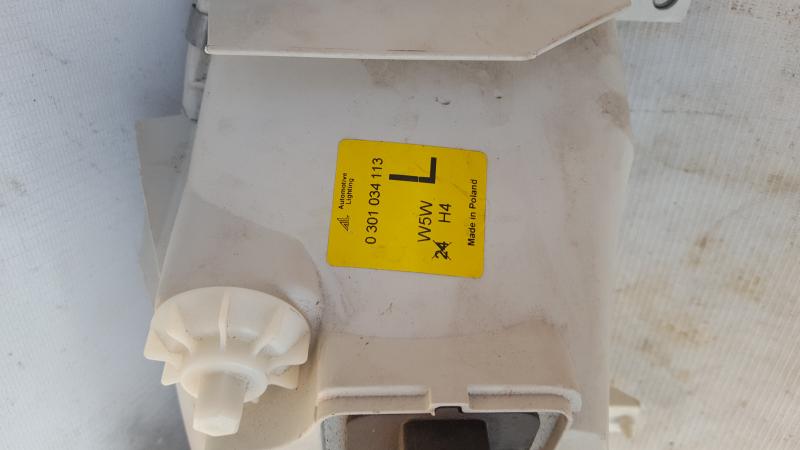 Automotive
Lighting
0 301 034 113
L
W5W
24 H4
Made in Poland